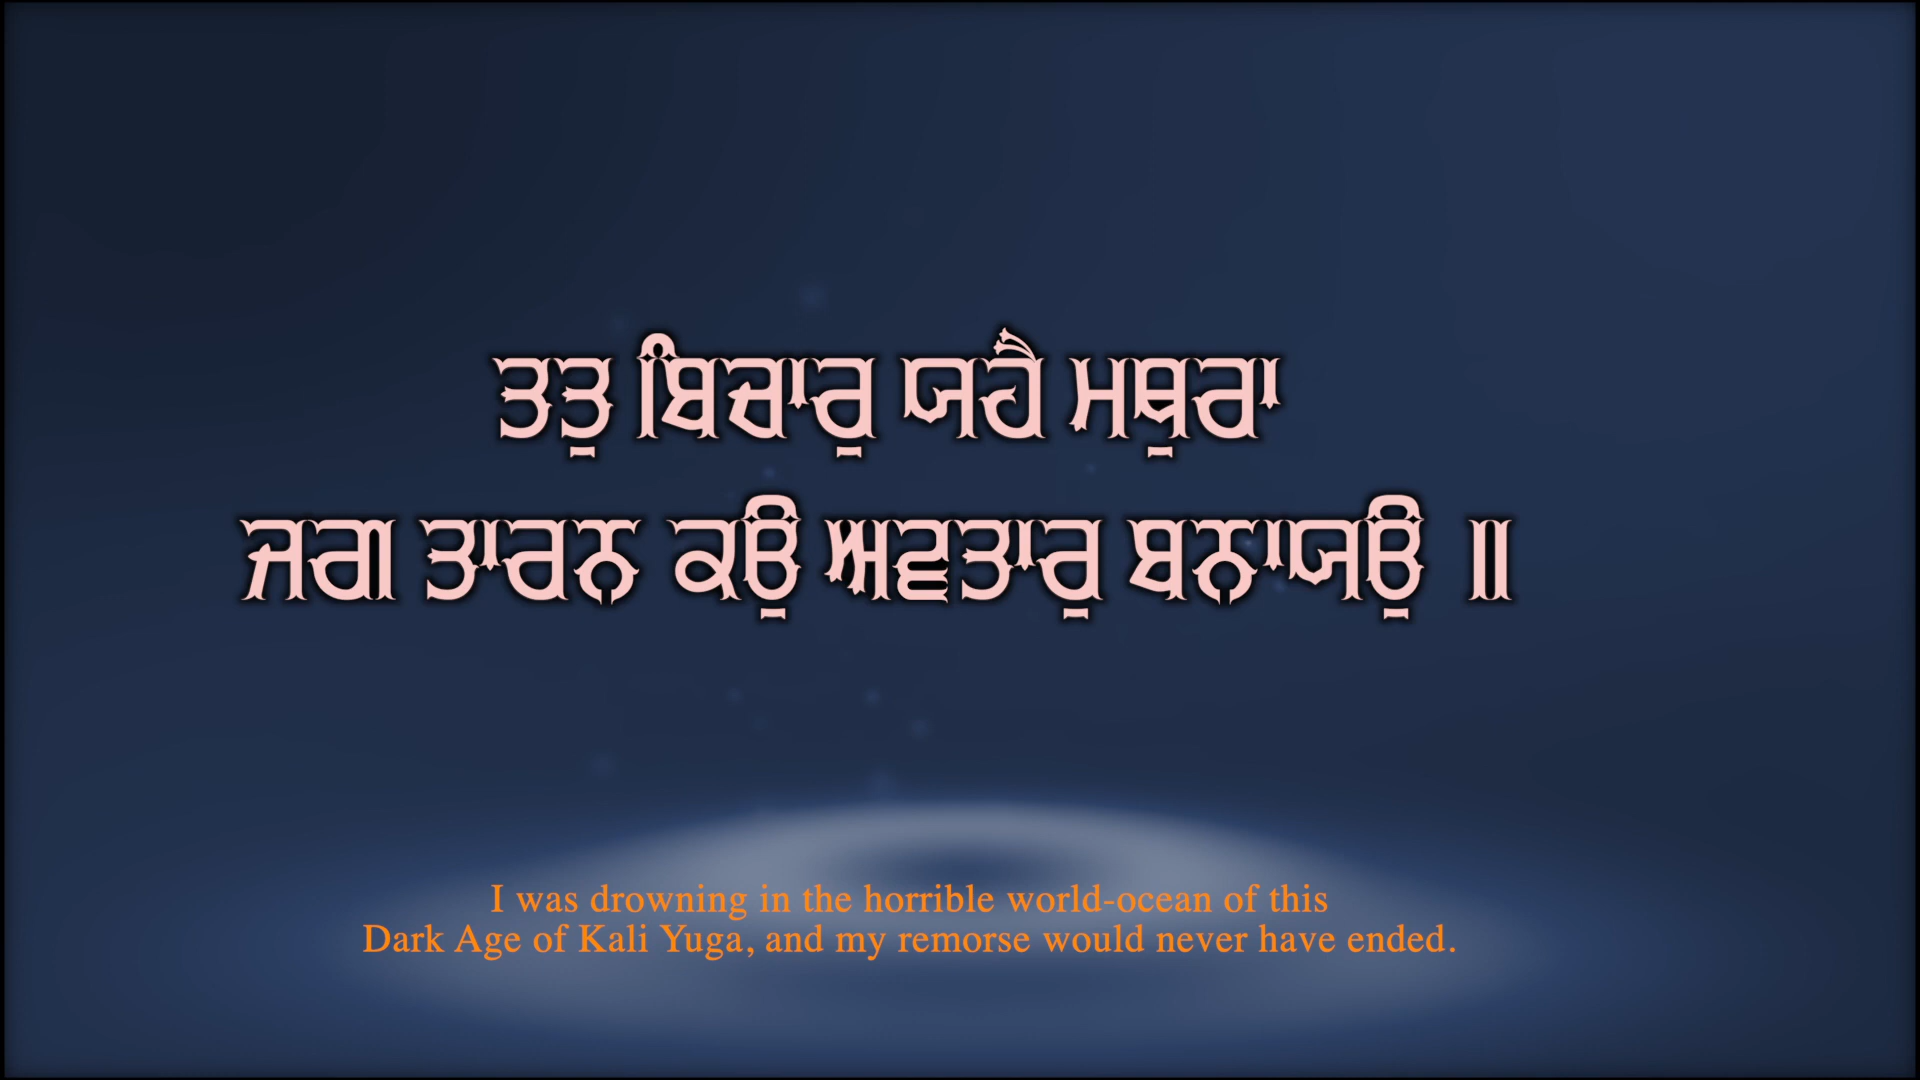 ਤਤੁ ਬਿਚਾਰੁ ਯਹੈ ਮਥੁਰਾ
ਜਗ ਤਾਰਨ ਕਉ ਅਵਤਾਰੁ ਬਨਾਯਉ ॥
I was drowning in the horrible world-ocean of this
Dark Age of Kali Yuga, and my remorse would never have ended.